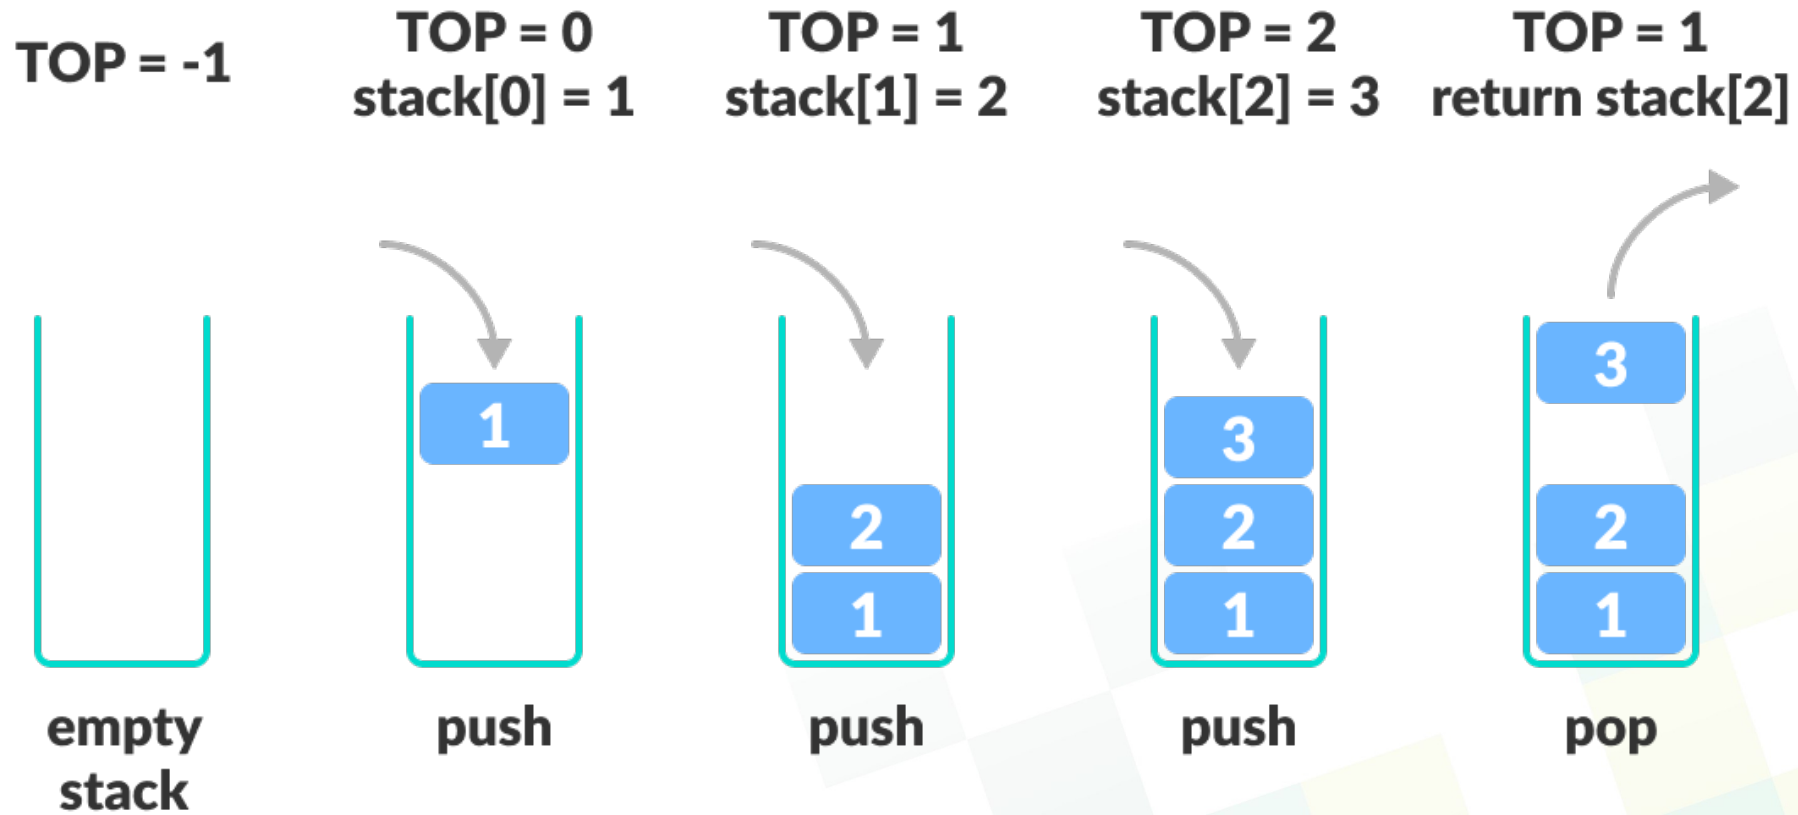 TOP = -1
TOP = 0
stack[0] = 1
TOP = 1
stack[1] = 2
TOP = 2
stack[2] = 3
TOP = 1
return stack[2]
1
2
1
3
2
1
3
2
1
empty
stack
push
push
push
pop